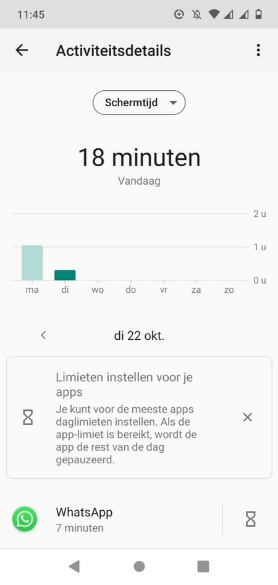 11:45
Activiteitsdetails
Schermtijd
18 minuten
Vandaag
2 u
1 u
0 u
ma di wo do vr za zo
di 22 okt.
Limieten instellen voor je
apps
Je kunt voor de meeste apps
daglimieten instellen. Als de
app-limiet is bereikt, wordt de
app de rest van de dag
gepauzeerd.
WhatsApp
7 minuten